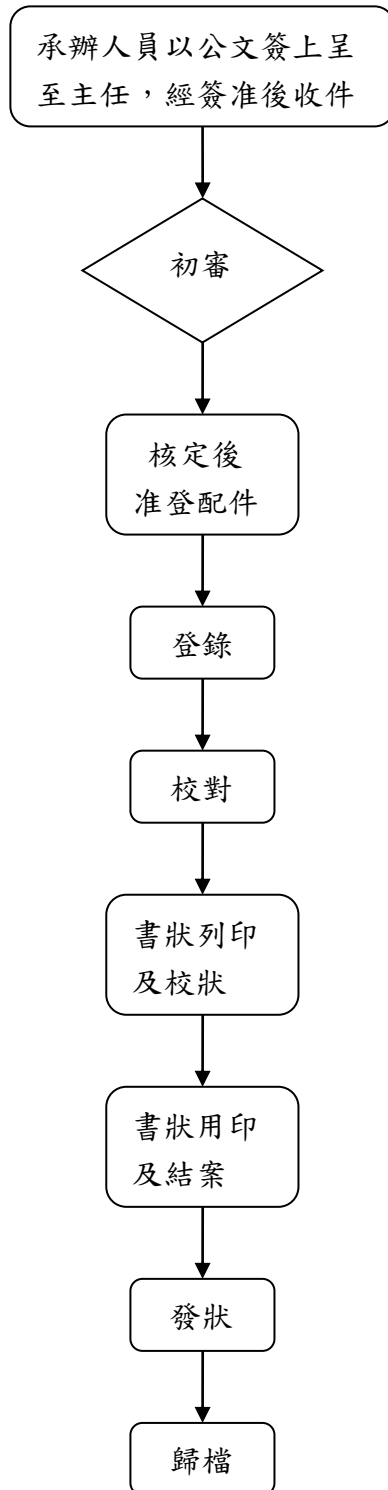 承辦人員以公文簽上呈
至主任，經簽准後收件
初審
核定後
准登配件
登錄
校對
書狀列印
及校狀
書狀用印
及結案
發狀
歸檔